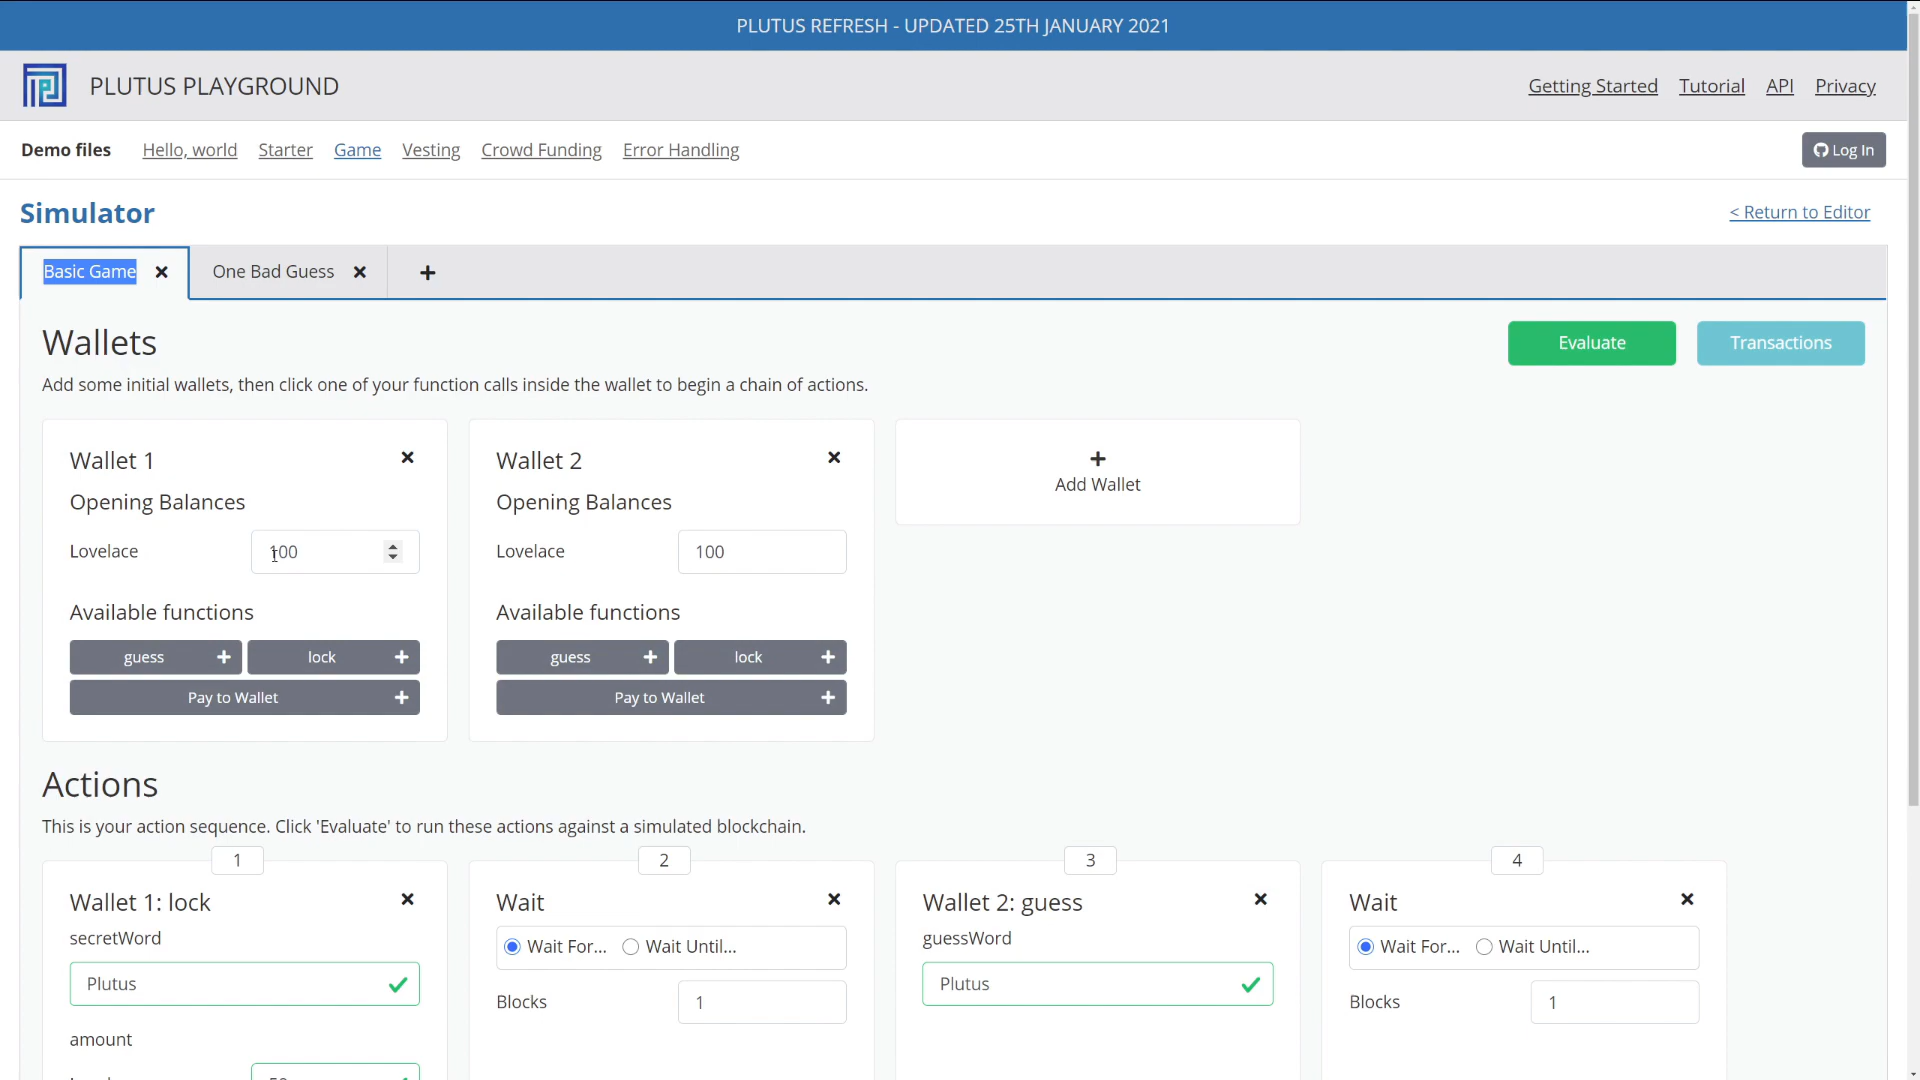 PLUTUS REFRESH - UPDATED 25TH JANUARY 2021
PLUTUS PLAYGROUND
Getting Started Tutorial API Privacy
Demo files Hello, world Starter Game Vesting Crowd Funding Error Handling
Log In
Simulator
< Return to Editor
Basic Game
One Bad Guess
Wallets
Evaluate
Transactions
Add some initial wallets, then click one of your function calls inside the wallet to begin a chain of actions.
Wallet 1
Opening Balances
Lovelace 100
Available functions
guess
lock
Pay to Wallet
Wallet 2
Opening Balances
Lovelace 100
Available functions
guess
lock
Pay to Wallet
Add Wallet
Actions
This is your action sequence. Click 'Evaluate' to run these actions against a simulated blockchain.
1
Wallet 1: lock
secretWord
Plutus
amount
2
Wait
Wait For... Wait Until...
Blocks 1
3
Wallet 2: guess
guessWord
Plutus
4
Wait
Wait For... Wait Until...
Blocks 1